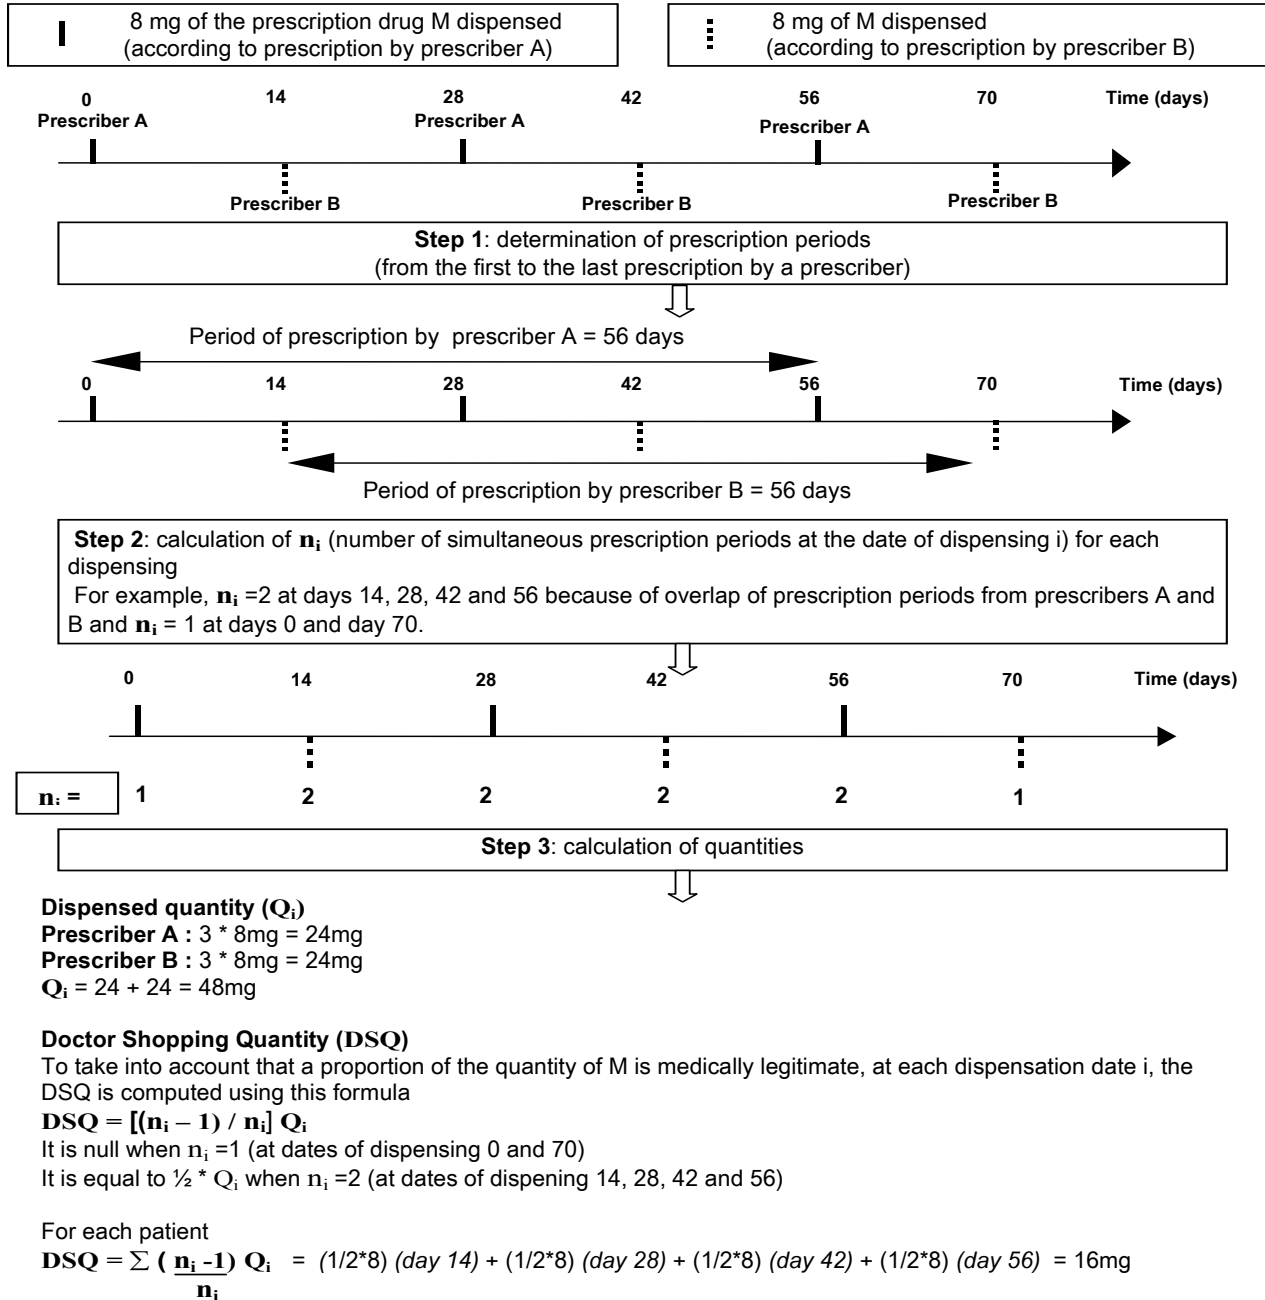 8 mg of the prescription drug M dispensed
(according to prescription by prescriber A)
8 mg of M dispensed
(according to prescription by prescriber B)
0 14 28 42 56 70 Time (days)
Prescriber A Prescriber A Prescriber A
Prescriber B Prescriber B Prescriber B
Step 1: determination of prescription periods
(from the first to the last prescription by a prescriber)
Period of prescription by prescriber A = 56 days
0 14 28 42 56 70 Time (days)
Period of prescription by prescriber B = 56 days
Step 2: calculation of nᵢ (number of simultaneous prescription periods at the date of dispensing i) for each
dispensing
For example, nᵢ =2 at days 14, 28, 42 and 56 because of overlap of prescription periods from prescribers A and
B and nᵢ = 1 at days 0 and day 70.
0 14 28 42 56 70 Time (days)
nᵢ = 1 2 2 2 2 1
Step 3: calculation of quantities
Dispensed quantity (Qᵢ)
Prescriber A : 3 * 8mg = 24mg
Prescriber B : 3 * 8mg = 24mg
Qᵢ = 24 + 24 = 48mg
Doctor Shopping Quantity (DSQ)
To take into account that a proportion of the quantity of M is medically legitimate, at each dispensation date i, the
DSQ is computed using this formula
DSQ = [(nᵢ – 1) / nᵢ] Qᵢ
It is null when nᵢ =1 (at dates of dispensing 0 and 70)
It is equal to ½ * Qᵢ when nᵢ =2 (at dates of dispening 14, 28, 42 and 56)
For each patient
DSQ = ∑ ( nᵢ -1) Qᵢ = (1/2*8) (day 14) + (1/2*8) (day 28) + (1/2*8) (day 42) + (1/2*8) (day 56) = 16mg
nᵢ